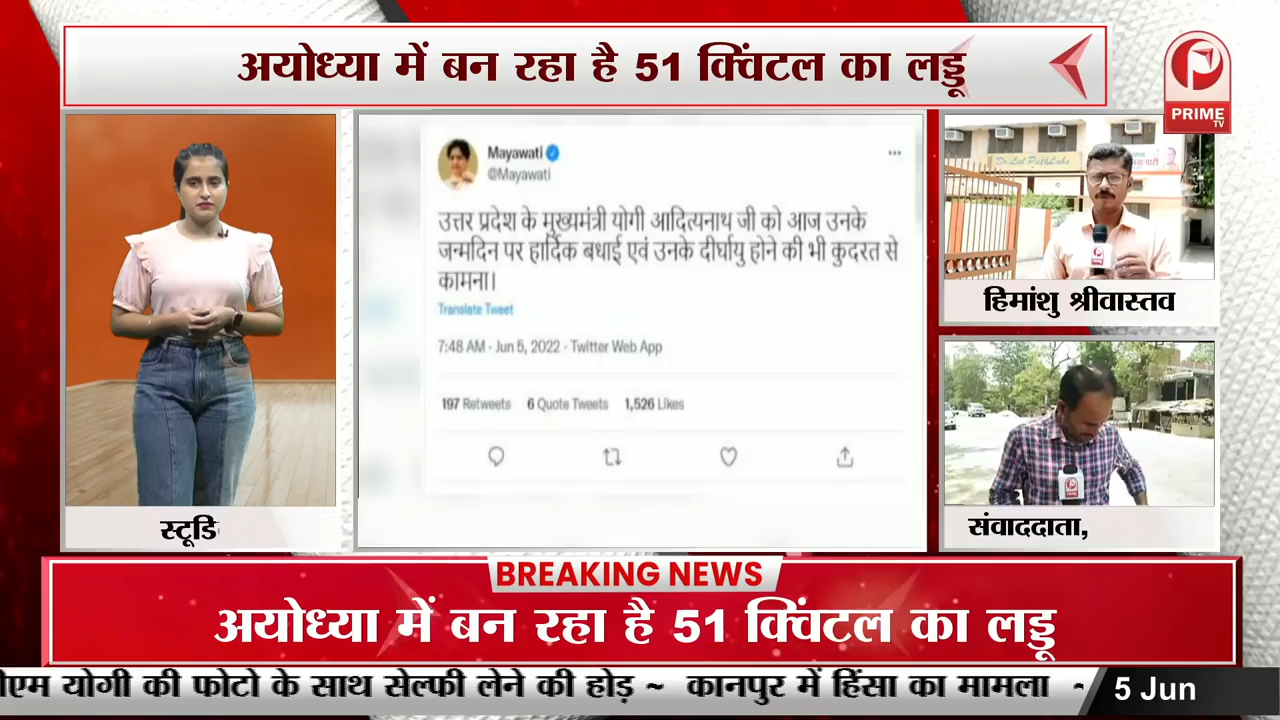 अयोध्या में बन रहा है 51 क्विंटल का लड्डू
PRIME
TV
Mayawati
@Mayawati
उत्तर प्रदेश के मुख्यमंत्री योगी आदित्यनाथ जी को आज उनके
जन्मदिन पर हार्दिक बधाई एवं उनके दीर्घायु होने की भी कुदरत से
कामना।
Translate Tweet
7:48 AM · Jun 5, 2022 · Twitter Web App
197 Retweets 6 Quote Tweets 1,526 Likes
Dr Lal PathLabs
हिमांशु श्रीवास्तव
स्टूडि
संवाददाता,
BREAKING NEWS
अयोध्या में बन रहा है 51 क्विंटल का लड्डू
ीएम योगी की फोटो के साथ सेल्फी लेने की होड़ ~ कानपुर में हिंसा का मामला ~
5 Jun